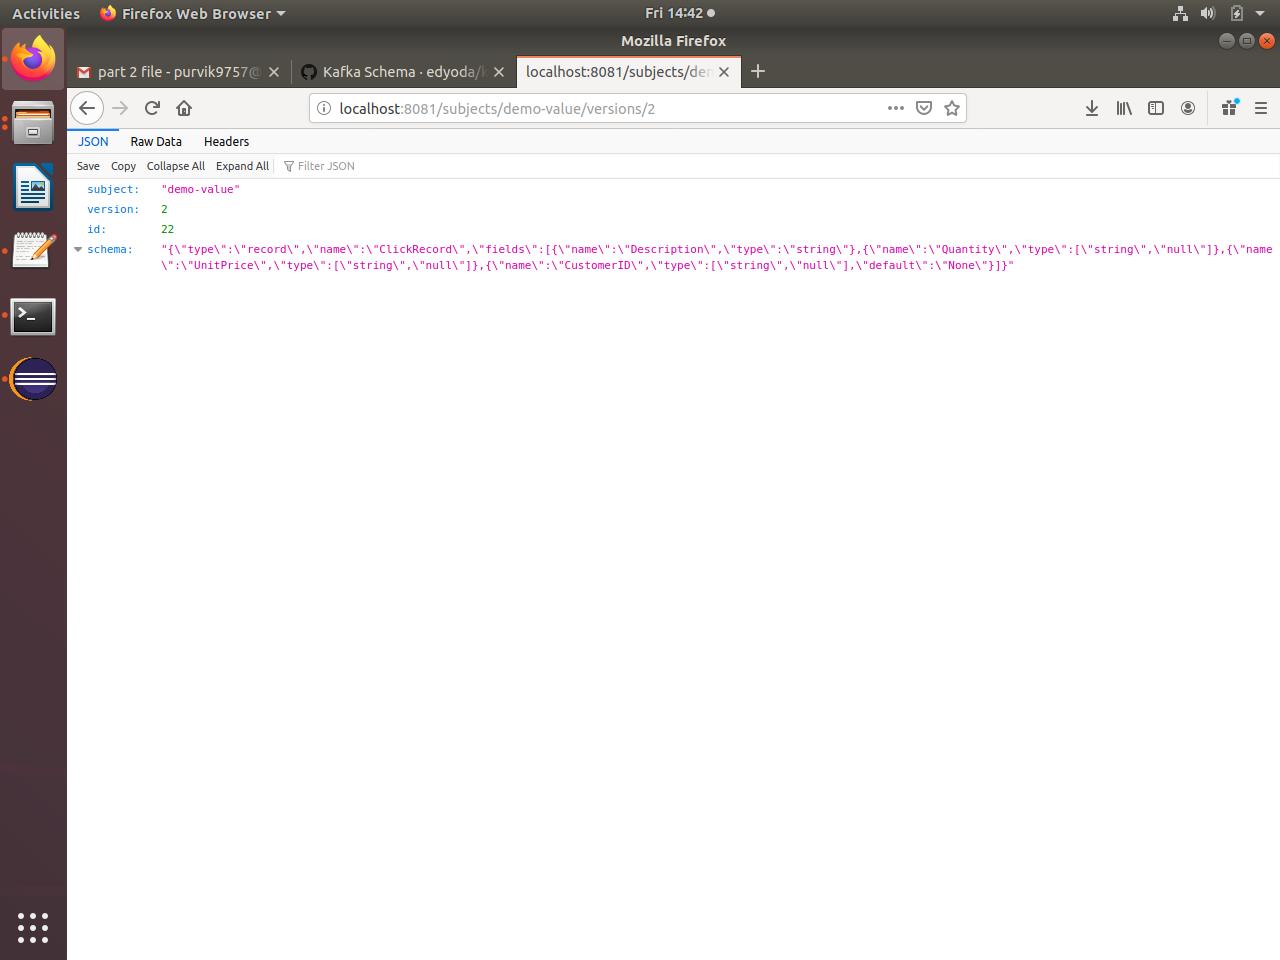 Activities Firefox Web Browser Fri 14:42
Mozilla Firefox
part 2 file - purvik9757@ Kafka Schema · edyoda/k localhost:8081/subjects/dem
localhost:8081/subjects/demo-value/versions/2
JSON Raw Data Headers
Save Copy Collapse All Expand All Filter JSON
subject: "demo-value"
version: 2
id: 22
schema: "{\"type\":\"record\",\"name\":\"ClickRecord\",\"fields\":[{\"name\":\"Description\",\"type\":\"string\"},{\"name\":\"Quantity\",\"type\":[\"string\",\"null\"]},{\"name
\":\"UnitPrice\",\"type\":[\"string\",\"null\"]},{\"name\":\"CustomerID\",\"type\":[\"string\",\"null\"],\"default\":\"None\"}]}"